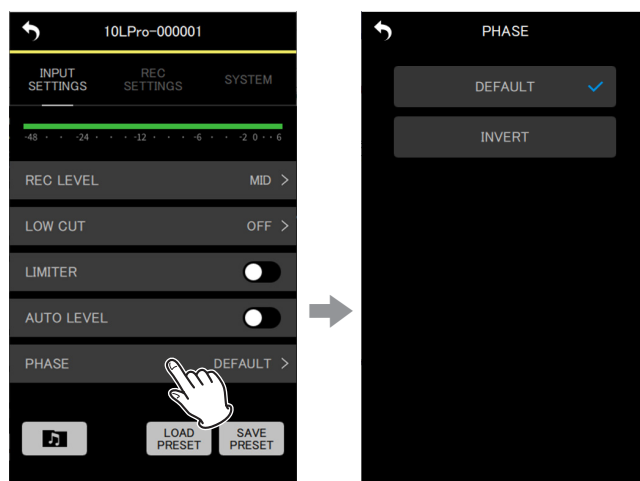 10LPro-000001
INPUT
SETTINGS
REC
SETTINGS
SYSTEM
-48 · · -24 · · · -12 · · · -6 · · -2 0 · · 6
REC LEVEL MID >
LOW CUT OFF >
LIMITER
AUTO LEVEL
PHASE DEFAULT >
LOAD
PRESET
SAVE
PRESET
PHASE
DEFAULT
INVERT